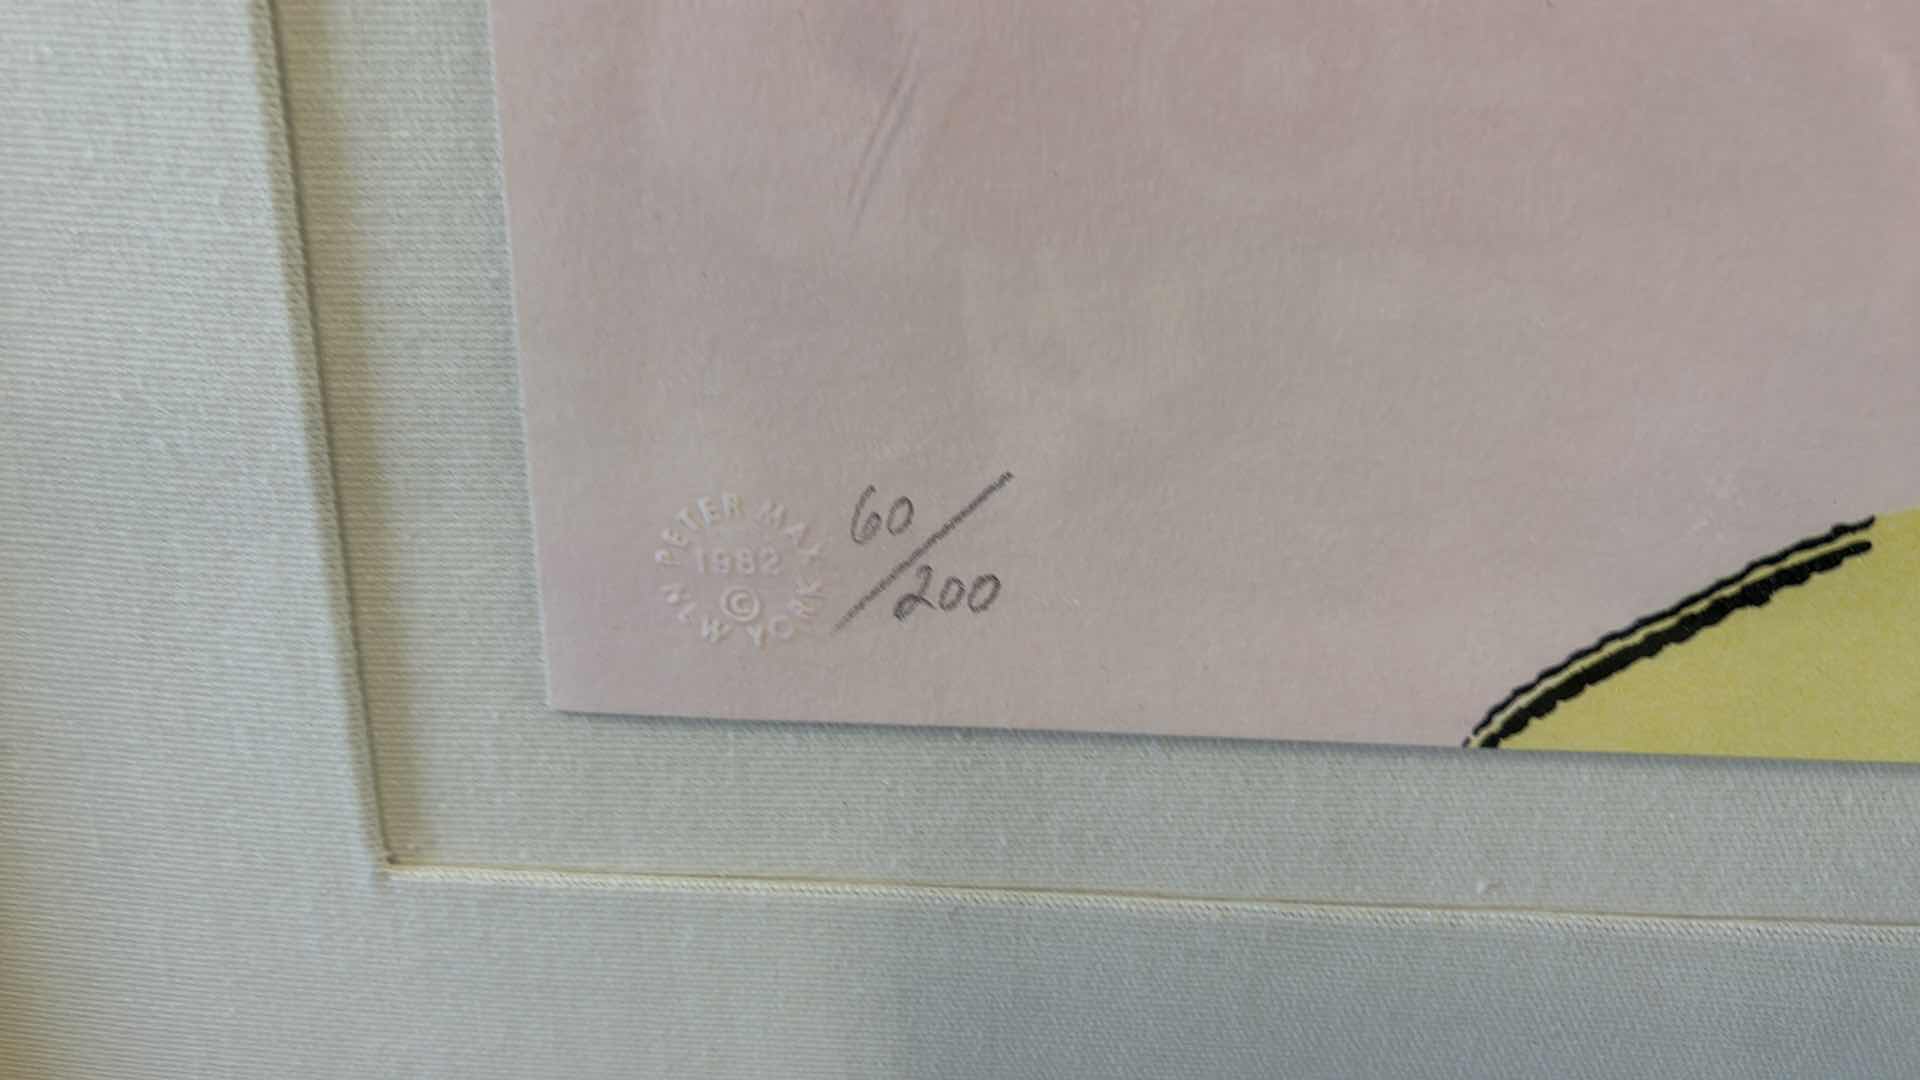 PETER MAX
1982
©
NEW YORK
60/200